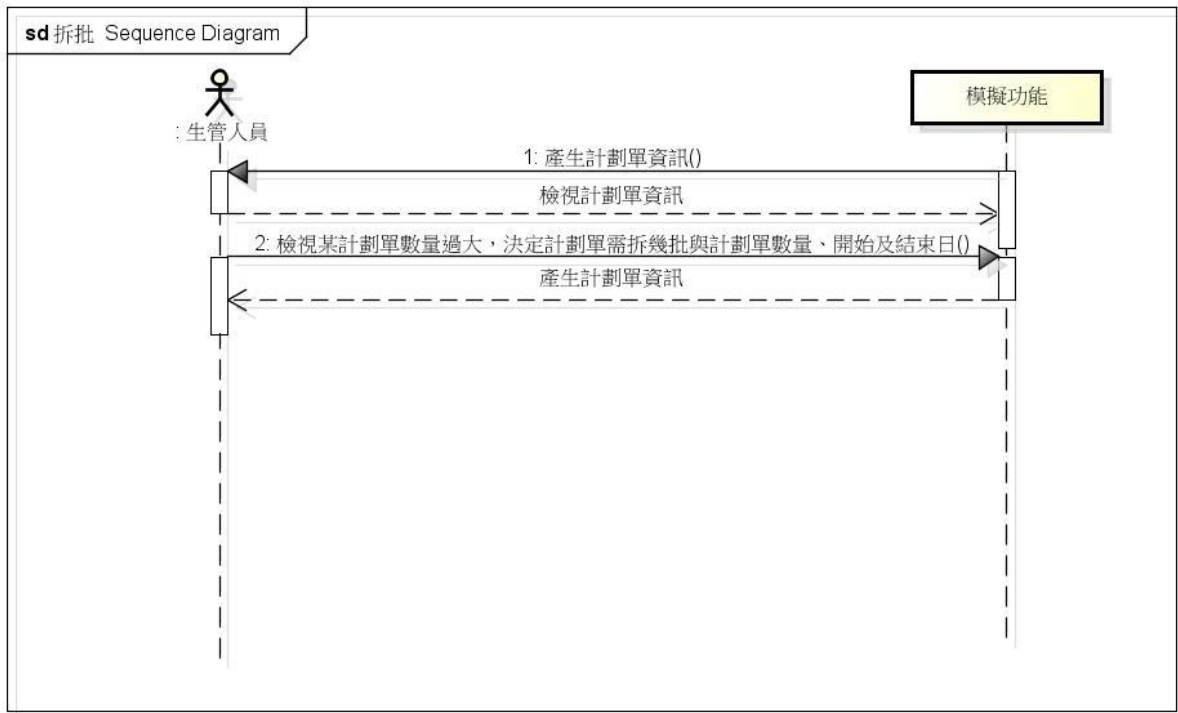 sd 拆批 Sequence Diagram
: 生管人員
模擬功能
1: 產生計劃單資訊()
檢視計劃單資訊
2: 檢視某計劃單數量過大，決定計劃單需拆幾批與計劃單數量、開始及結束日()
產生計劃單資訊